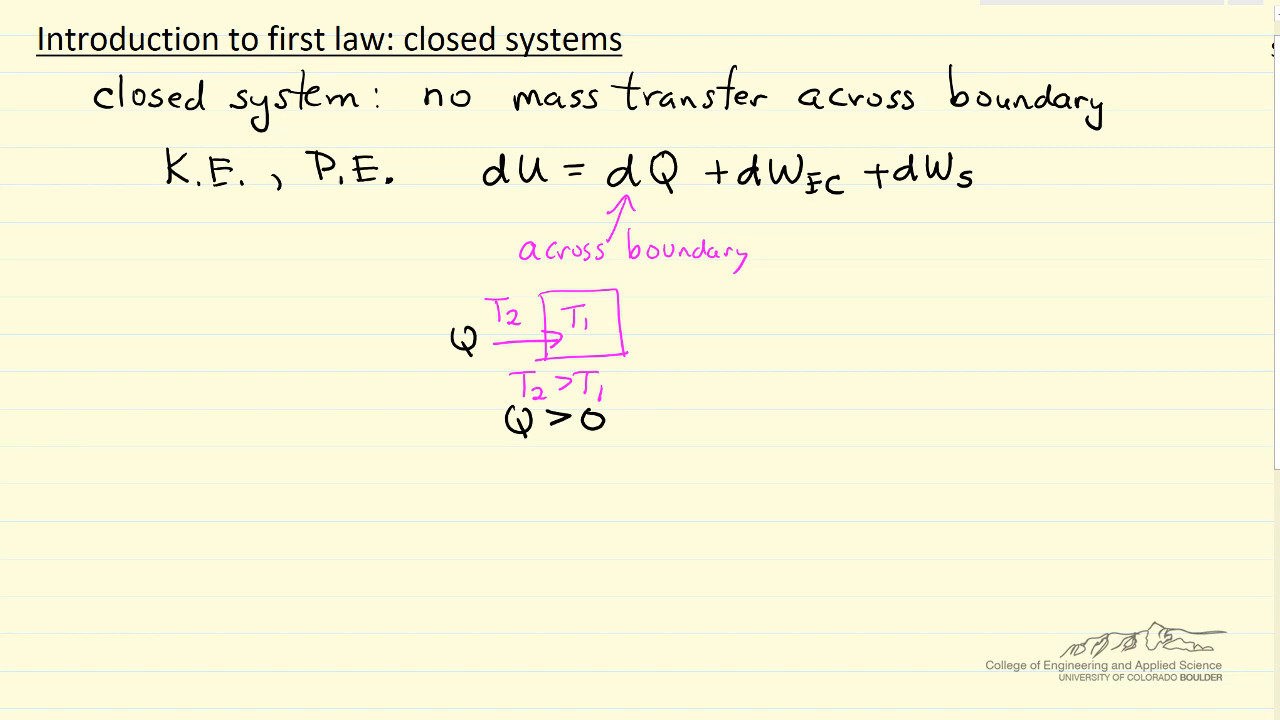 Introduction to first law: closed systems
closed system: no mass transfer across boundary
K.E., P.E. dU = dQ + dW_EC + dW_S
across boundary
T₂ T₁
Q
T₂ > T₁
Q > 0
College of Engineering and Applied Science
UNIVERSITY OF COLORADO BOULDER